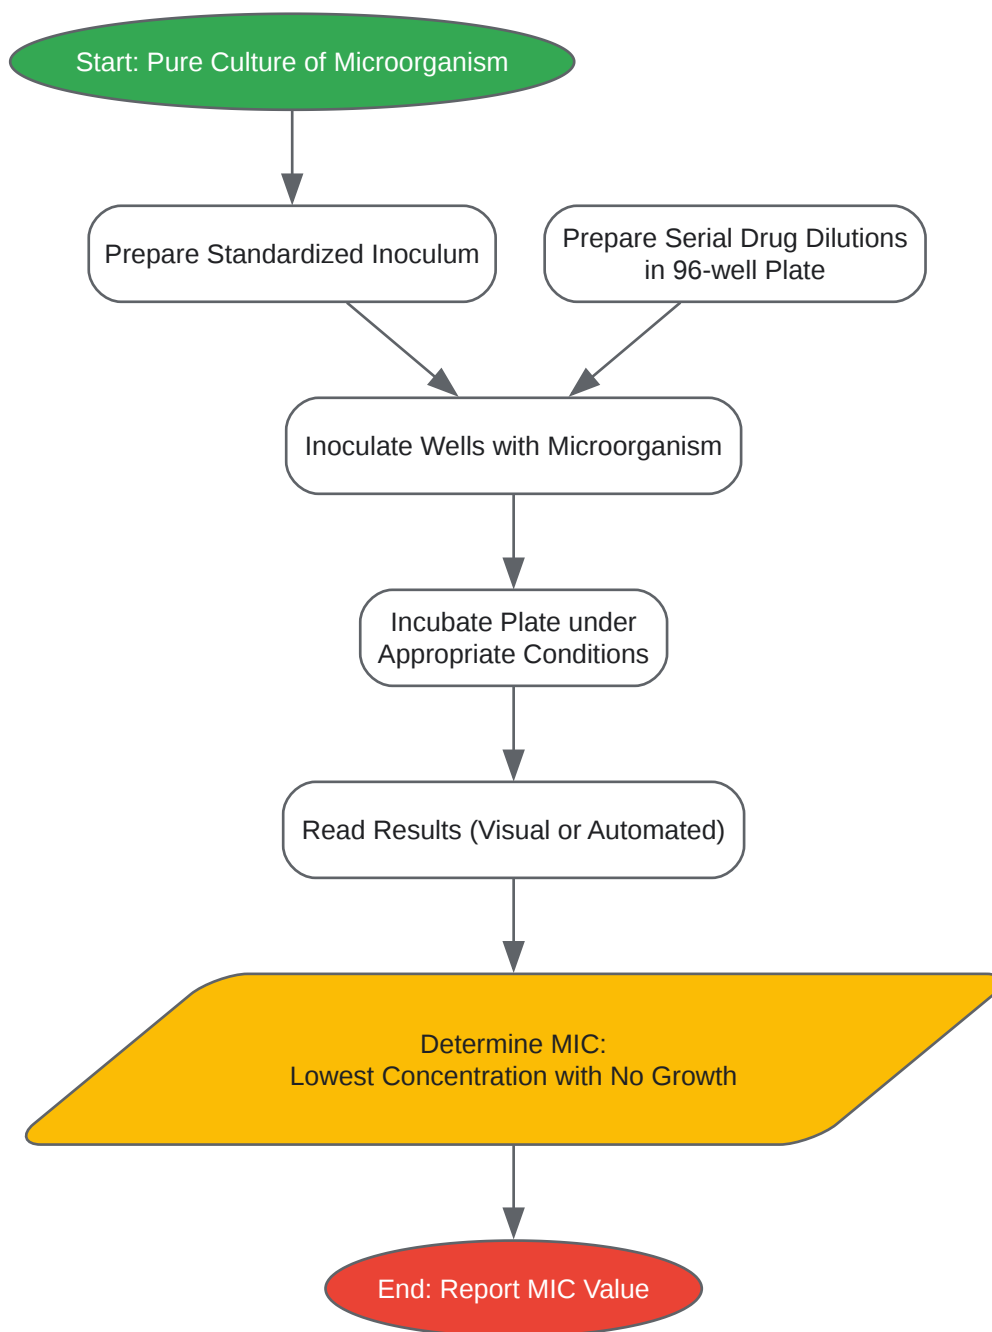 Start: Pure Culture of Microorganism
Prepare Standardized Inoculum
Prepare Serial Drug Dilutions
in 96-well Plate
Inoculate Wells with Microorganism
Incubate Plate under
Appropriate Conditions
Read Results (Visual or Automated)
Determine MIC:
Lowest Concentration with No Growth
End: Report MIC Value